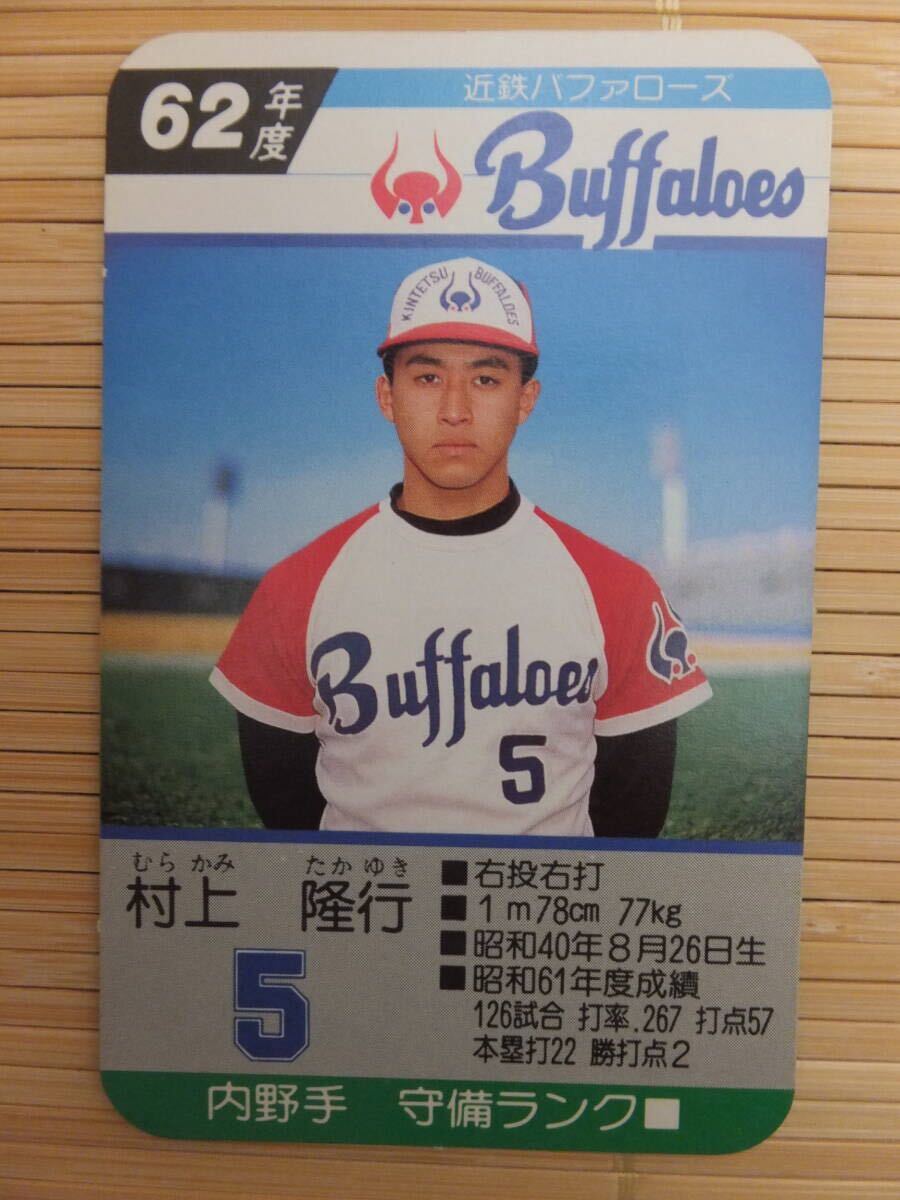 62年度
近鉄バファローズ
Buffaloes
KINTETSU BUFFALOES
Buffaloes
5
むら かみ たか ゆき
村上 隆行
5
■右投右打
■1m78cm 77kg
■昭和40年8月26日生
■昭和61年度成績
126試合 打率.267 打点57
本塁打22 勝打点2
内野手 守備ランク■